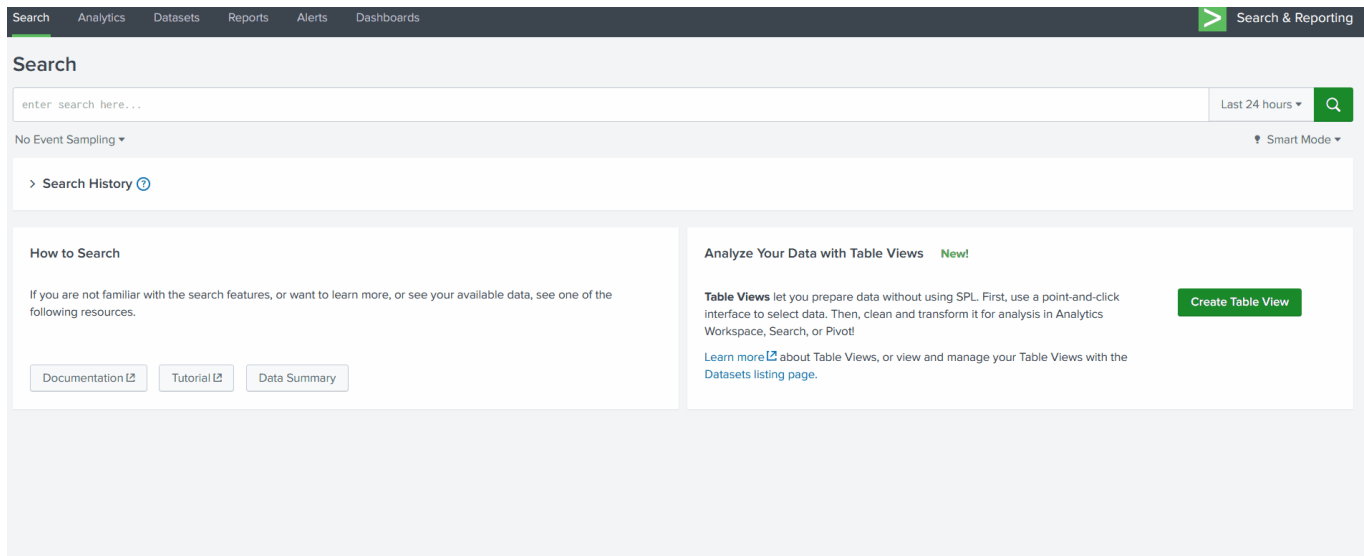 Search Analytics Datasets Reports Alerts Dashboards Search & Reporting
Search
enter search here... Last 24 hours
No Event Sampling Smart Mode
Search History ?
How to Search
If you are not familiar with the search features, or want to learn more, or see your available data, see one of the
following resources.
Documentation Tutorial Data Summary
Analyze Your Data with Table Views New!
Table Views let you prepare data without using SPL. First, use a point-and-click
interface to select data. Then, clean and transform it for analysis in Analytics
Workspace, Search, or Pivot!
Learn more about Table Views, or view and manage your Table Views with the
Datasets listing page.
Create Table View